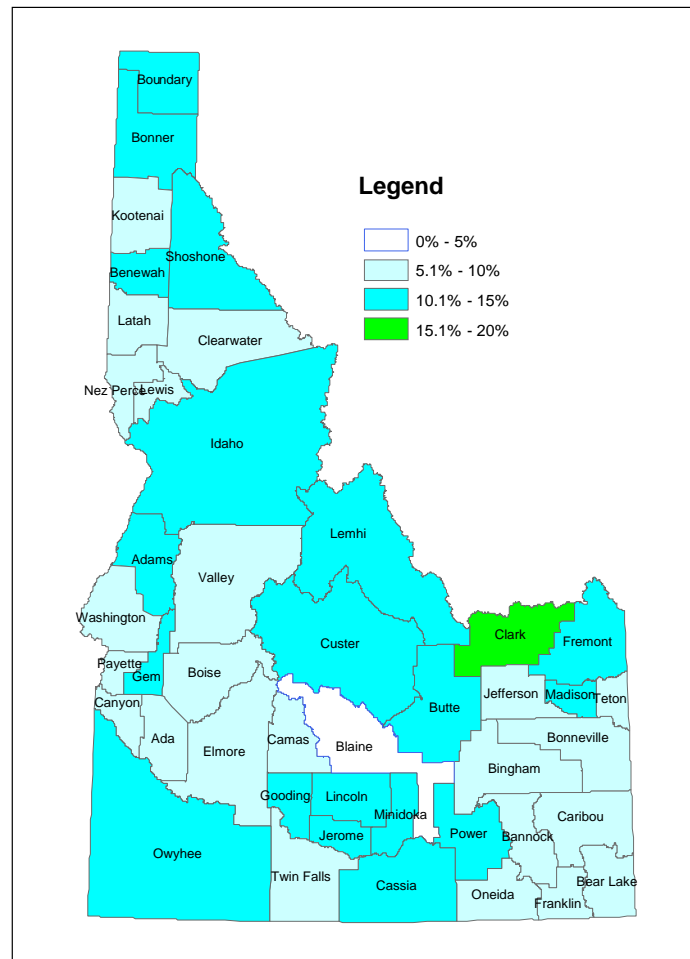 Boundary
Bonner
Legend
Kootenai
0% - 5%
Shoshone
Benewah
5.1% - 10%
10.1% - 15%
Latah
15.1% - 20%
Clearwater
Nez Perce
Lewis
Idaho
Lemhi
Adams
Valley
Washington
Clark
Custer
Fremont
Payette
Gem
Boise
Jefferson
Madison
Teton
Canyon
Butte
Ada
Elmore
Camas
Blaine
Bonneville
Bingham
Gooding
Lincoln
Minidoka
Caribou
Jerome
Power
Bannock
Owyhee
Twin Falls
Cassia
Oneida
Bear Lake
Franklin